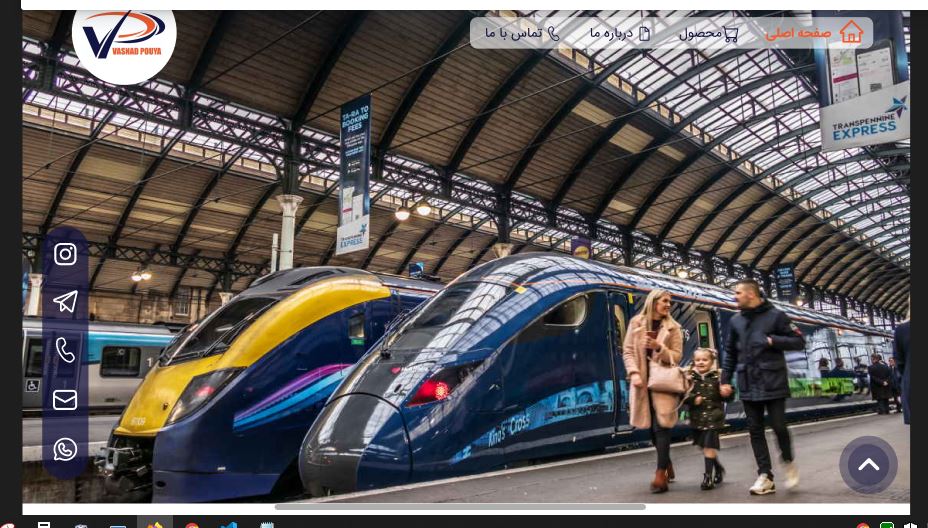 VASHAD POUYA
صفحه اصلی
محصول
درباره ما
تماس با ما
TRANSPENNINE
EXPRESS
TA-RA TO
BOOKING
FEES
TRANSPENNINE
EXPRESS
King's Cross